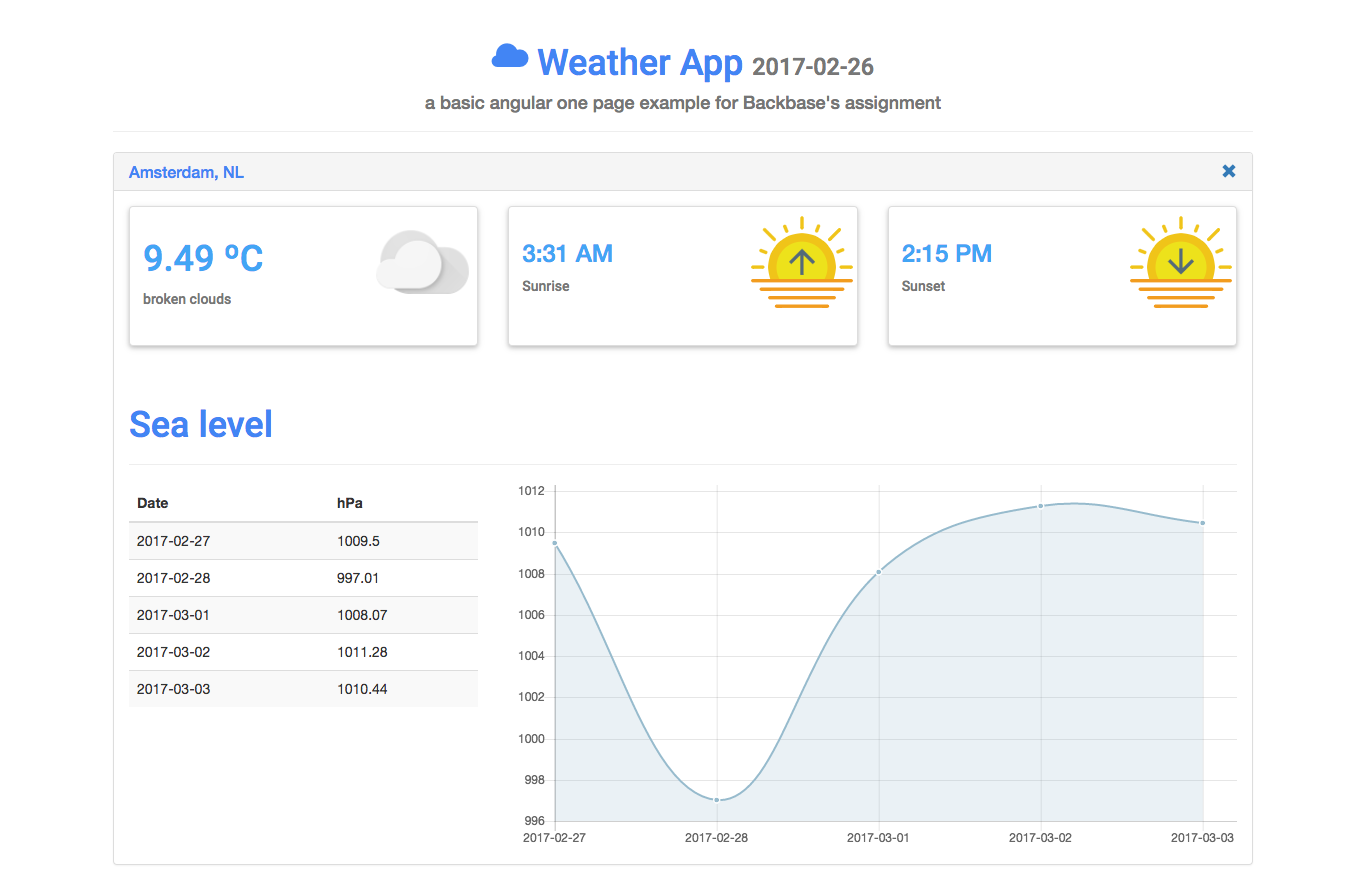 Weather App 2017-02-26
a basic angular one page example for Backbase's assignment
Amsterdam, NL
9.49 ºC
broken clouds
3:31 AM
Sunrise
2:15 PM
Sunset
Sea level
Date hPa
2017-02-27 1009.5
2017-02-28 997.01
2017-03-01 1008.07
2017-03-02 1011.28
2017-03-03 1010.44
1012
1010
1008
1006
1004
1002
1000
998
996
2017-02-27 2017-02-28 2017-03-01 2017-03-02 2017-03-03